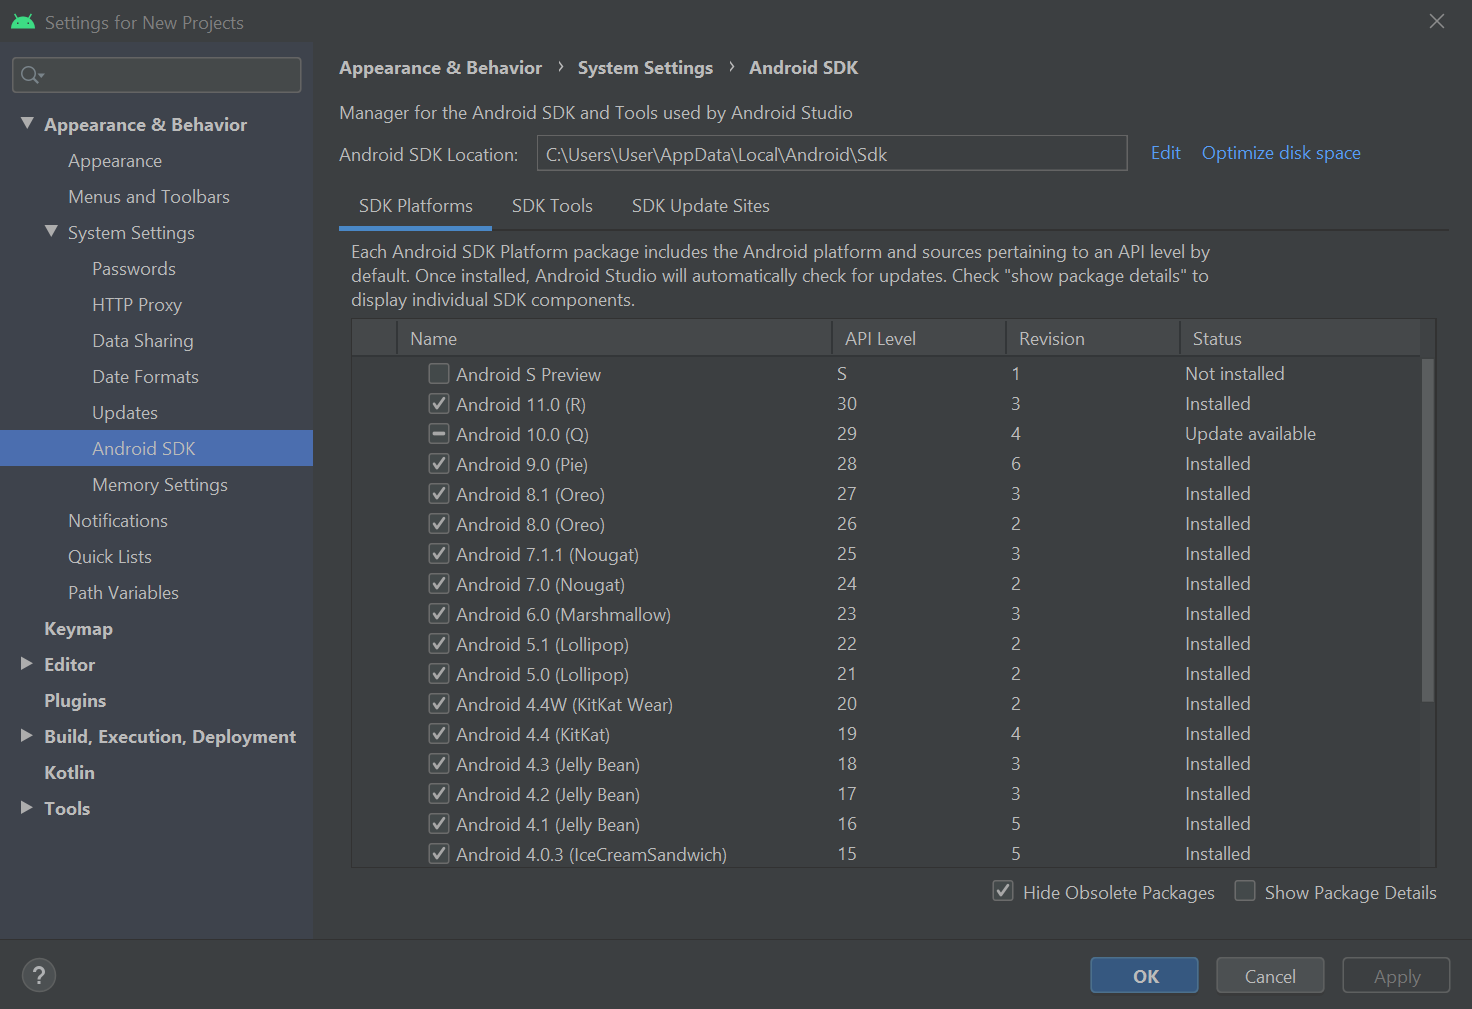 Settings for New Projects
Appearance & Behavior
Appearance
Menus and Toolbars
System Settings
Passwords
HTTP Proxy
Data Sharing
Date Formats
Updates
Android SDK
Memory Settings
Notifications
Quick Lists
Path Variables
Keymap
Editor
Plugins
Build, Execution, Deployment
Kotlin
Tools
Appearance & Behavior › System Settings › Android SDK
Manager for the Android SDK and Tools used by Android Studio
Android SDK Location: C:\Users\User\AppData\Local\Android\Sdk Edit Optimize disk space
SDK Platforms SDK Tools SDK Update Sites
Each Android SDK Platform package includes the Android platform and sources pertaining to an API level by
default. Once installed, Android Studio will automatically check for updates. Check "show package details" to
display individual SDK components.
Name API Level Revision Status
Android S Preview S 1 Not installed
Android 11.0 (R) 30 3 Installed
Android 10.0 (Q) 29 4 Update available
Android 9.0 (Pie) 28 6 Installed
Android 8.1 (Oreo) 27 3 Installed
Android 8.0 (Oreo) 26 2 Installed
Android 7.1.1 (Nougat) 25 3 Installed
Android 7.0 (Nougat) 24 2 Installed
Android 6.0 (Marshmallow) 23 3 Installed
Android 5.1 (Lollipop) 22 2 Installed
Android 5.0 (Lollipop) 21 2 Installed
Android 4.4W (KitKat Wear) 20 2 Installed
Android 4.4 (KitKat) 19 4 Installed
Android 4.3 (Jelly Bean) 18 3 Installed
Android 4.2 (Jelly Bean) 17 3 Installed
Android 4.1 (Jelly Bean) 16 5 Installed
Android 4.0.3 (IceCreamSandwich) 15 5 Installed
Hide Obsolete Packages Show Package Details
? OK Cancel Apply